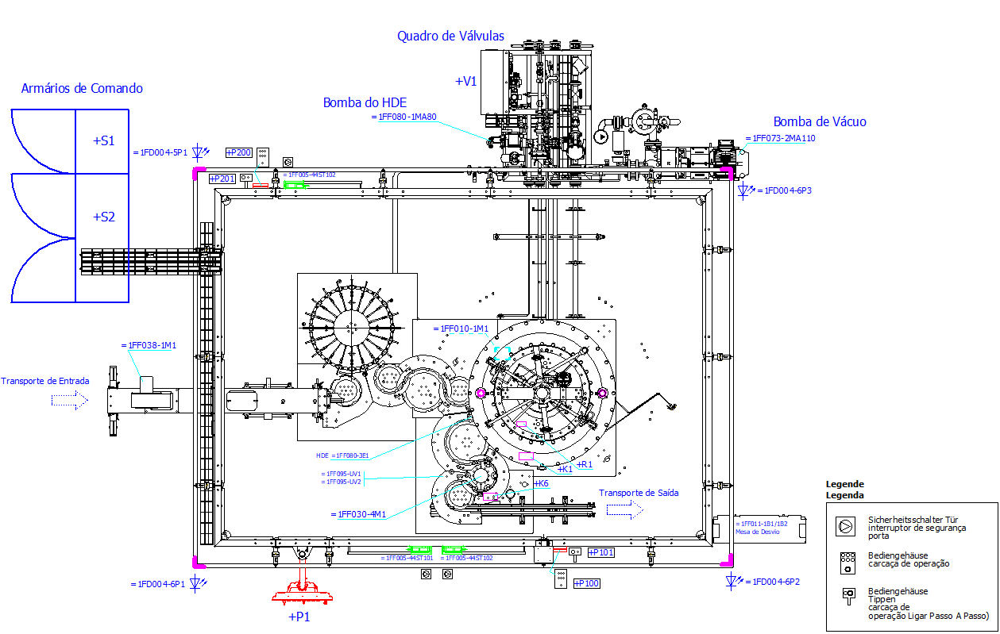 Quadro de Válvulas
+V1
Armários de Comando
Bomba do HDE
=1FF080-1MA80
Bomba de Vácuo
=1FF073-2MA110
+S1
=1FD004-5P1
+P200
+P201
=1FF005-44ST102
=1FD004-6P3
+S2
=1FF010-1M1
=1FF038-1M1
Transporte de Entrada
HDE =1FF080-3E1
+R1
+K1
=1FF095-UV1
=1FF095-UV2
+K6
Transporte de Saída
=1FF030-4M1
=1FF011-1B1/1B2
Mesa de Desvio
=1FF005-44ST101
=1FF005-44ST102
+P101
=1FD004-6P1
+P100
=1FD004-6P2
+P1
Legende
Legenda
Sicherheitsschalter Tür
interruptor de segurança
porta
Bediengehäuse
carcaça de operação
Bediengehäuse
Tippen
carcaça de
operação Ligar Passo A Passo)